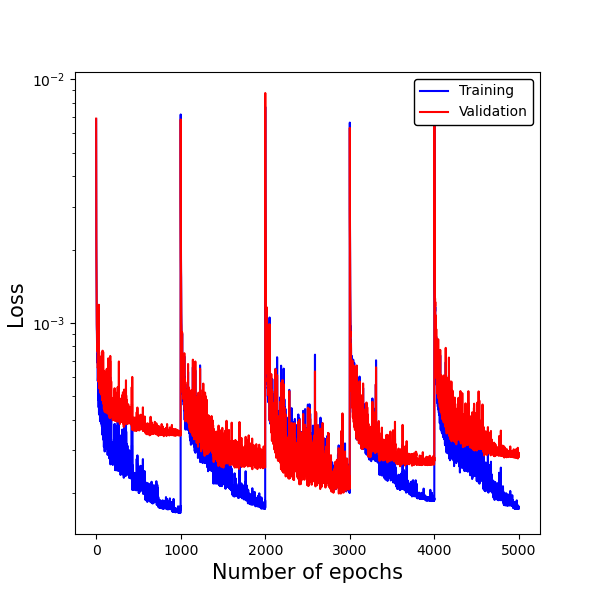 Training
Validation
10⁻²
10⁻³
Loss
0 1000 2000 3000 4000 5000
Number of epochs